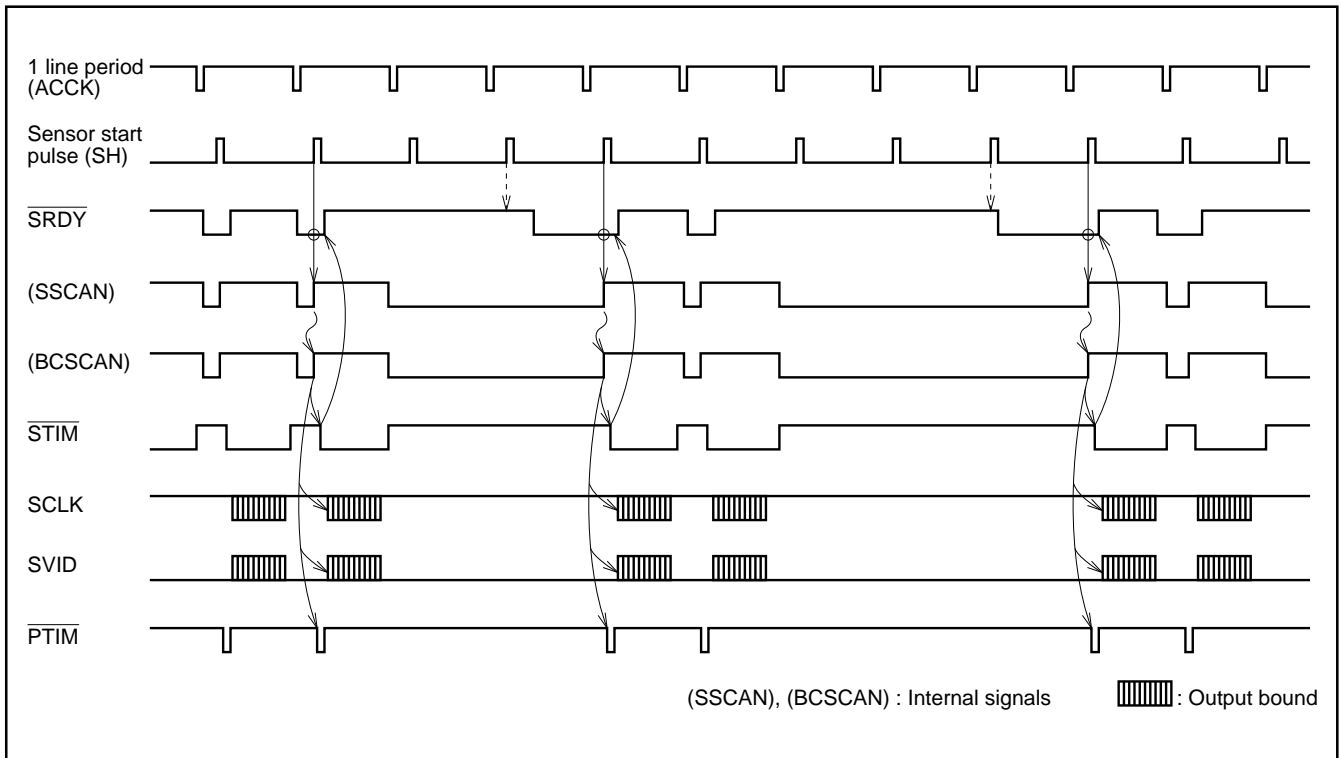 1 line period
(ACCK)
Sensor start
pulse (SH)
SRDY
(SSCAN)
(BCSCAN)
STIM
SCLK
SVID
PTIM
(SSCAN), (BCSCAN) : Internal signals
: Output bound